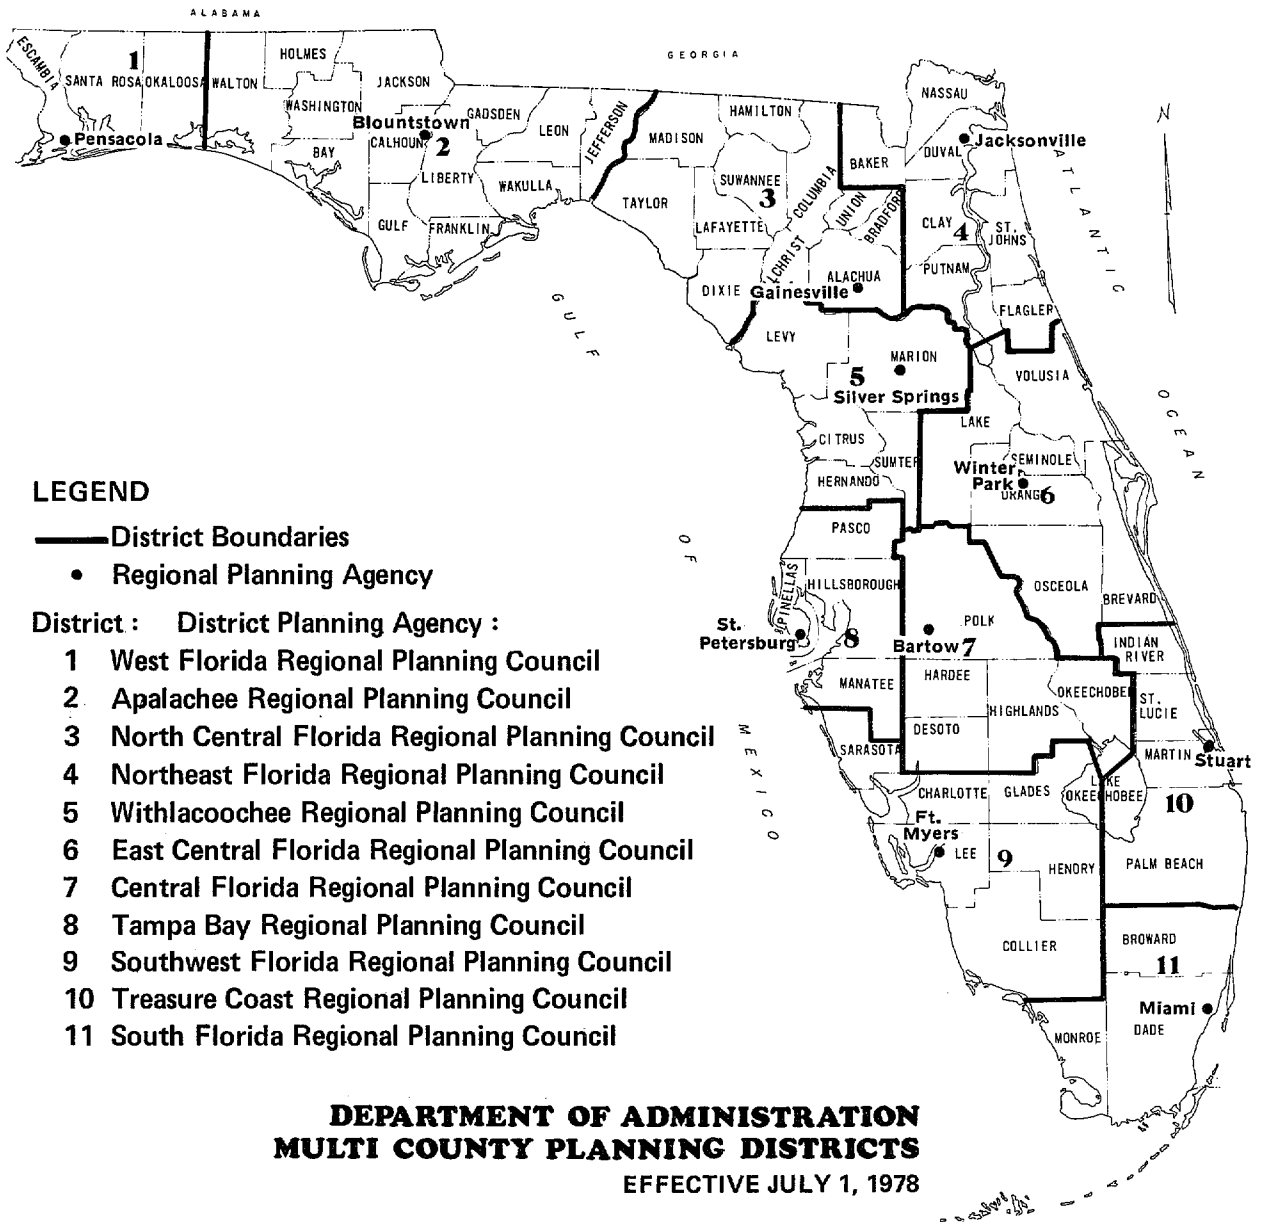 ALABAMA
GEORGIA
ESCAMBIA
1
SANTA ROSA
OKALOOSA
WALTON
HOLMES
WASHINGTON
JACKSON
Pensacola
Blountstown
CALHOUN
2
BAY
GADSDEN
LEON
JEFFERSON
LIBERTY
WAKULLA
GULF
FRANKLIN
MADISON
HAMILTON
TAYLOR
SUWANNEE
3
LAFAYETTE
COLUMBIA
UNION
BRADFORD
DIXIE
LCHRIST
ALACHUA
Gainesville
NASSAU
BAKER
DUVAL
Jacksonville
CLAY
4
ST.
JOHNS
PUTNAM
FLAGLER
N
ATLANTIC
OCEAN
GULF
OF
MEXICO
LEVY
MARION
5
Silver Springs
VOLUSIA
LAKE
CITRUS
SUMTER
HERNANDO
SEMINOLE
Winter
Park
ORANGE
6
PASCO
PINELLAS
HILLSBOROUGH
OSCEOLA
BREVARD
St.
Petersburg
8
POLK
Bartow
7
INDIAN
RIVER
MANATEE
HARDEE
OKEECHOBEE
HIGHLANDS
ST.
LUCIE
DESOTO
SARASOTA
MARTIN
Stuart
CHARLOTTE
GLADES
LAKE
OKEECHOBEE
10
Ft.
Myers
LEE
9
HENDRY
PALM BEACH
COLLIER
BROWARD
11
Miami
DADE
MONROE
LEGEND
District Boundaries
Regional Planning Agency
District : District Planning Agency :
1 West Florida Regional Planning Council
2 Apalachee Regional Planning Council
3 North Central Florida Regional Planning Council
4 Northeast Florida Regional Planning Council
5 Withlacoochee Regional Planning Council
6 East Central Florida Regional Planning Council
7 Central Florida Regional Planning Council
8 Tampa Bay Regional Planning Council
9 Southwest Florida Regional Planning Council
10 Treasure Coast Regional Planning Council
11 South Florida Regional Planning Council
DEPARTMENT OF ADMINISTRATION
MULTI COUNTY PLANNING DISTRICTS
EFFECTIVE JULY 1, 1978